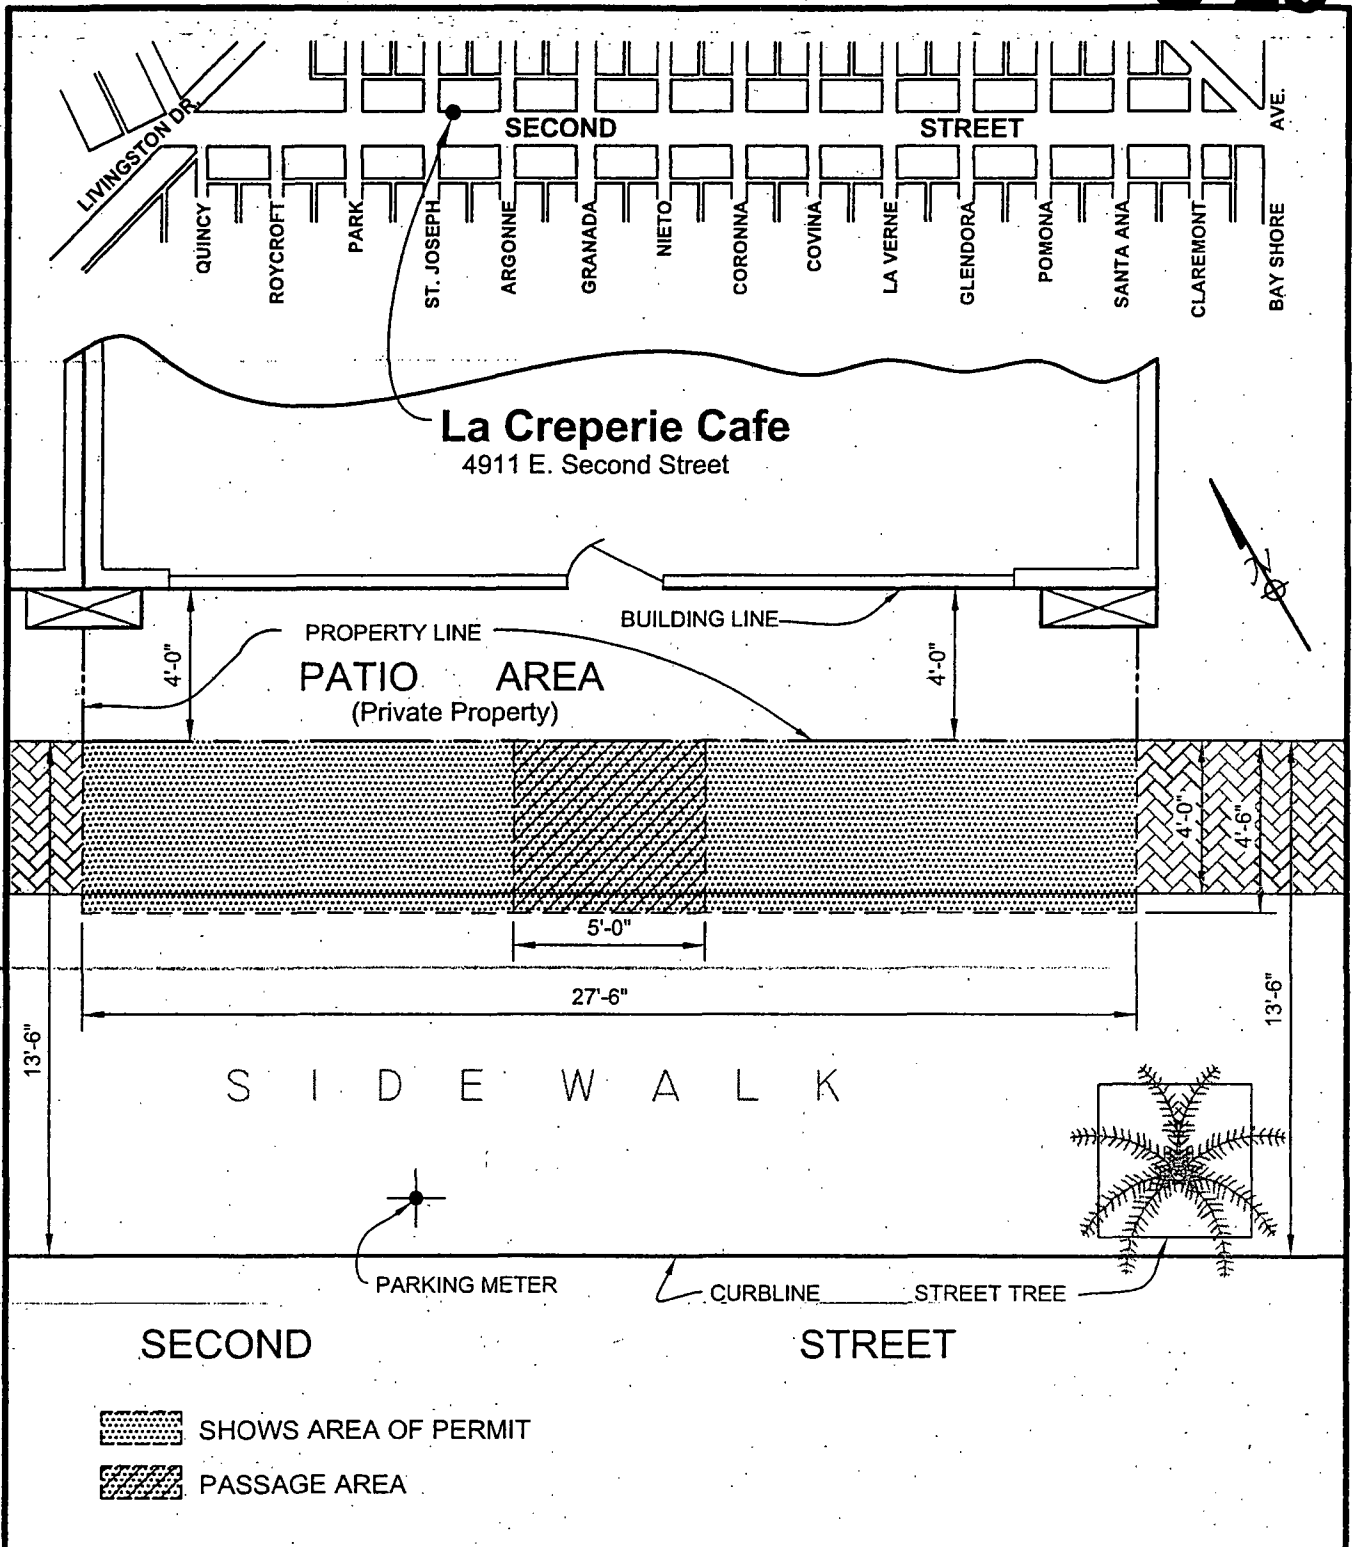 SECOND STREET
LIVINGSTON DR.
QUINCY
ROYCROFT
PARK
ST. JOSEPH
ARGONNE
GRANADA
NIETO
CORONNA
COVINA
LA VERNE
GLENDORA
POMONA
SANTA ANA
CLAREMONT
BAY SHORE AVE.
La Creperie Cafe
4911 E. Second Street
BUILDING LINE
PROPERTY LINE
4'-0"
4'-0"
PATIO AREA
(Private Property)
4'-0"
4'-6"
5'-0"
27'-6"
13'-6"
13'-6"
SIDEWALK
PARKING METER
CURBLINE
STREET TREE
SECOND STREET
SHOWS AREA OF PERMIT
PASSAGE AREA